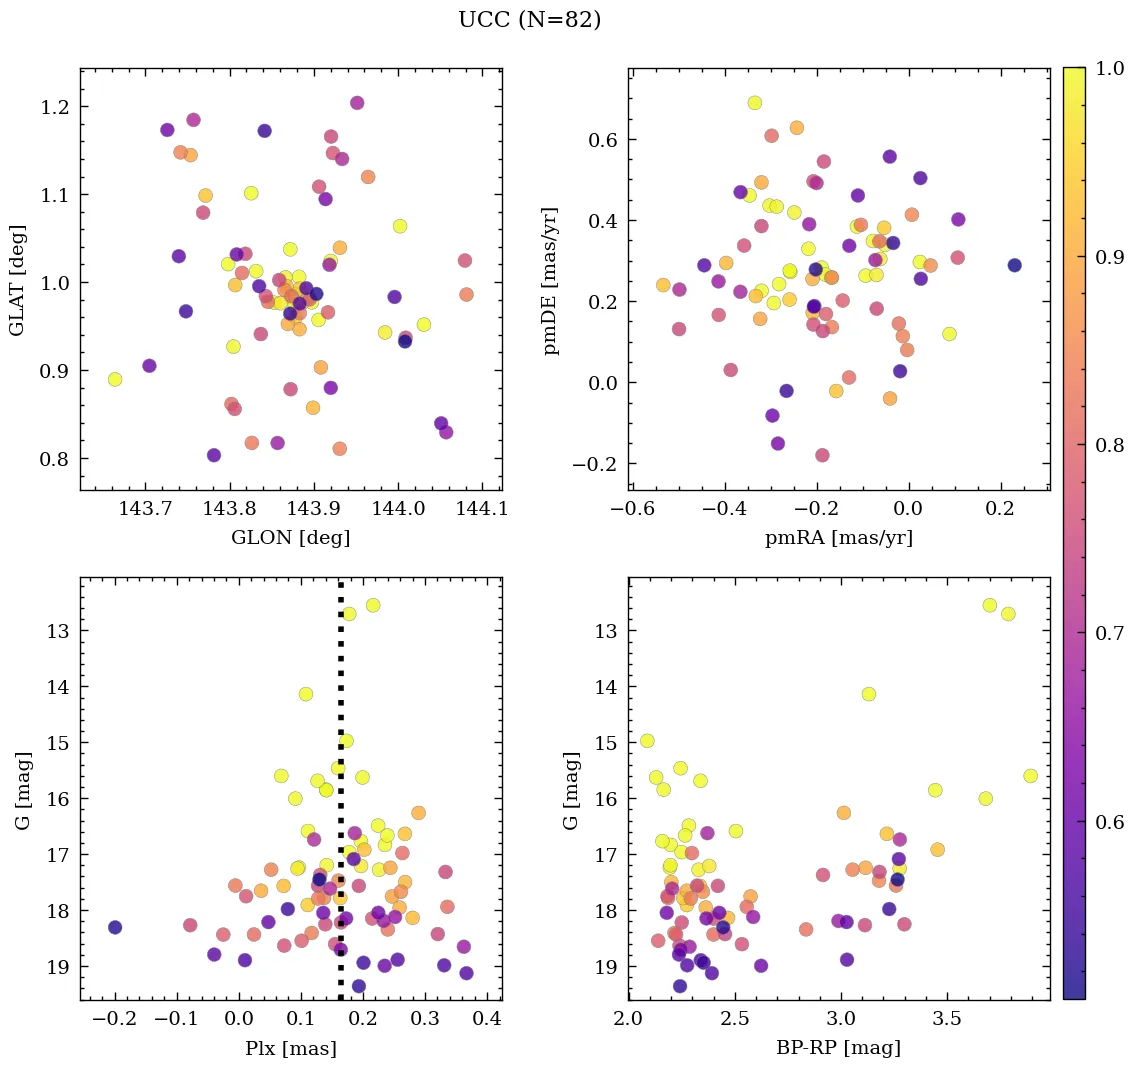 UCC (N=82)
1.2
1.1
1.0
0.9
0.8
GLAT [deg]
143.7 143.8 143.9 144.0 144.1
GLON [deg]
0.6
0.4
0.2
0.0
−0.2
pmDE [mas/yr]
−0.6 −0.4 −0.2 0.0 0.2
pmRA [mas/yr]
1.0
0.9
0.8
0.7
0.6
13
14
15
16
17
18
19
G [mag]
−0.2 −0.1 0.0 0.1 0.2 0.3 0.4
Plx [mas]
13
14
15
16
17
18
19
G [mag]
2.0 2.5 3.0 3.5
BP-RP [mag]